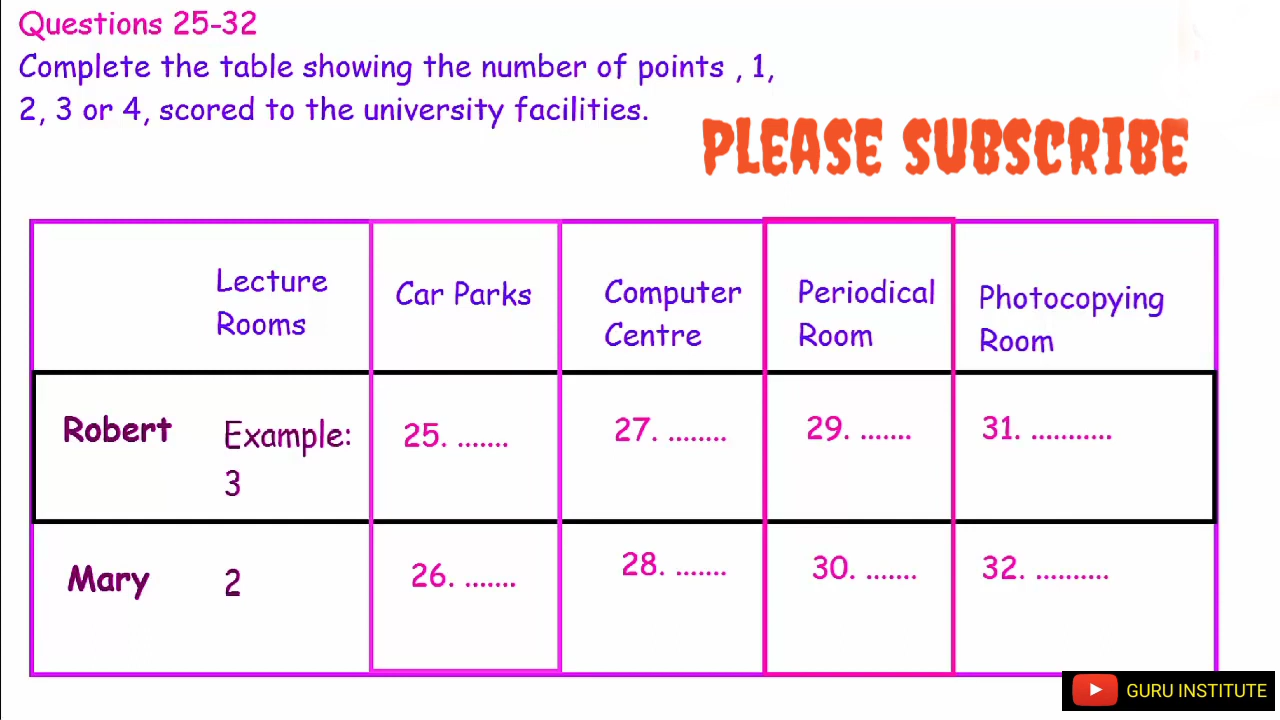 Questions 25-32
Complete the table showing the number of points , 1,
2, 3 or 4, scored to the university facilities.
PLEASE SUBSCRIBE
Lecture
Rooms
Car Parks
Computer
Centre
Periodical
Room
Photocopying
Room
Robert
Example:
3
25. .......
27. ........
29. .......
31. ...........
Mary
2
26. .......
28. .......
30. .......
32. ..........
GURU INSTITUTE